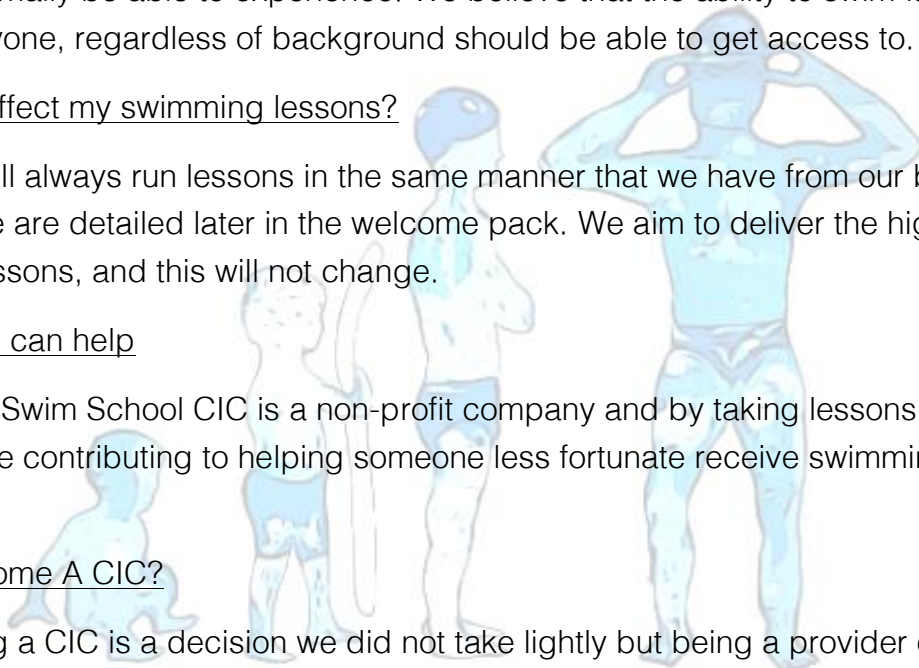 be able to experience. We believe that the ability to swim is
yone, regardless of background should be able to get access to.
ffect my swimming lessons?
ll always run lessons in the same manner that we have from our b
e are detailed later in the welcome pack. We aim to deliver the hig
ssons, and this will not change.
can help
Swim School CIC is a non-profit company and by taking lessons
e contributing to helping someone less fortunate receive swimmin
ome A CIC?
g a CIC is a decision we did not take lightly but being a provider